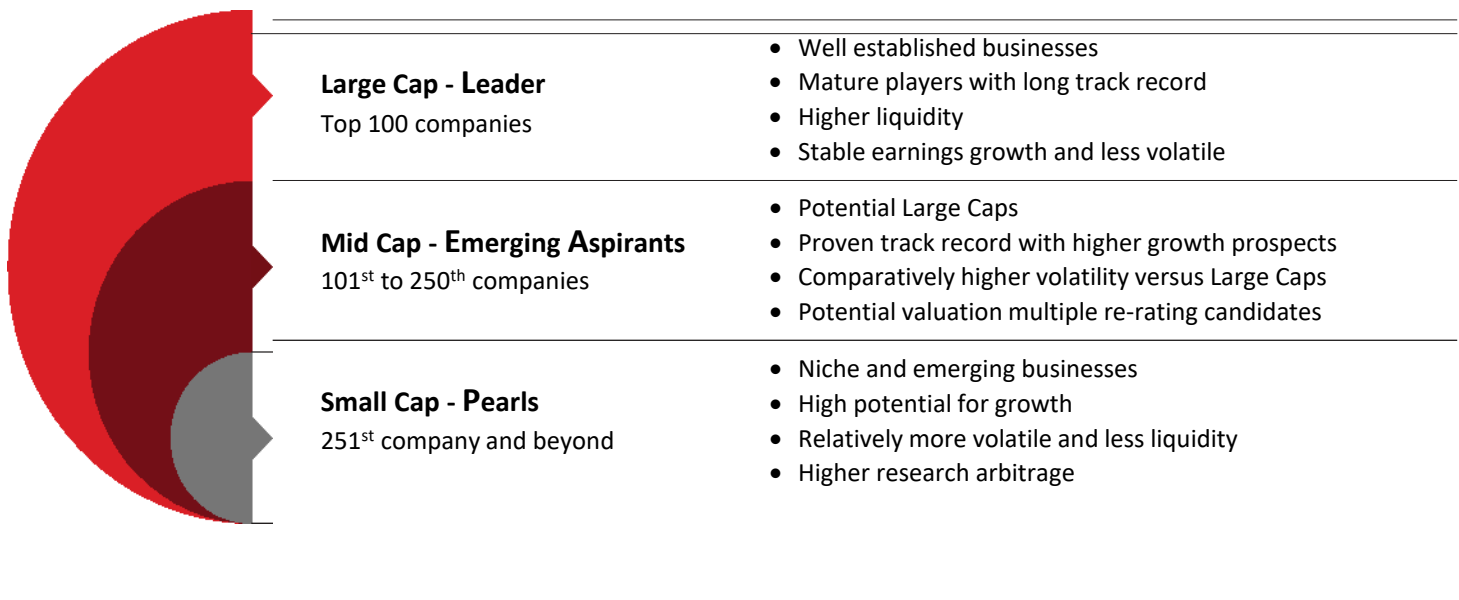 Large Cap - Leader
Top 100 companies
• Well established businesses
• Mature players with long track record
• Higher liquidity
• Stable earnings growth and less volatile
Mid Cap - Emerging Aspirants
101st to 250th companies
• Potential Large Caps
• Proven track record with higher growth prospects
• Comparatively higher volatility versus Large Caps
• Potential valuation multiple re-rating candidates
Small Cap - Pearls
251st company and beyond
• Niche and emerging businesses
• High potential for growth
• Relatively more volatile and less liquidity
• Higher research arbitrage